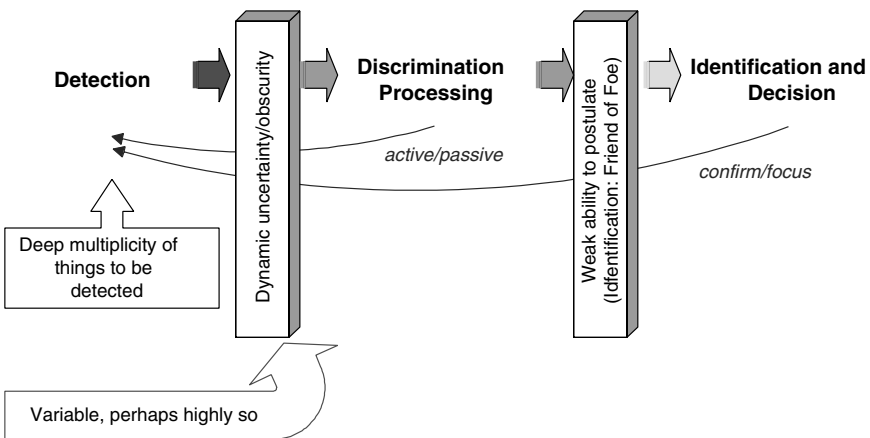 Detection
Dynamic uncertainty/obscurity
Discrimination
Processing
Weak ability to postulate
(Idfentification: Friend of Foe)
Identification and
Decision
active/passive
confirm/focus
Deep multiplicity of
things to be
detected
Variable, perhaps highly so